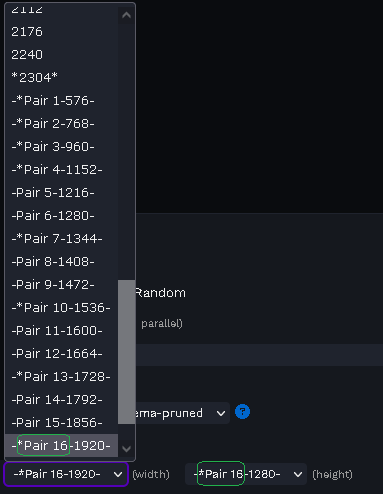 2112
2176
2240
*2304*
-*Pair 1-576-
-*Pair 2-768-
-*Pair 3-960-
-*Pair 4-1152-
-Pair 5-1216-
-Pair 6-1280-
-*Pair 7-1344-
-Pair 8-1408-
-Pair 9-1472-
-*Pair 10-1536-
-Pair 11-1600-
-Pair 12-1664-
-*Pair 13-1728-
-Pair 14-1792-
-Pair 15-1856-
-*Pair 16-1920-
Random
parallel)
ema-pruned ?
-*Pair 16-1920- (width) -*Pair 16-1280- (height)